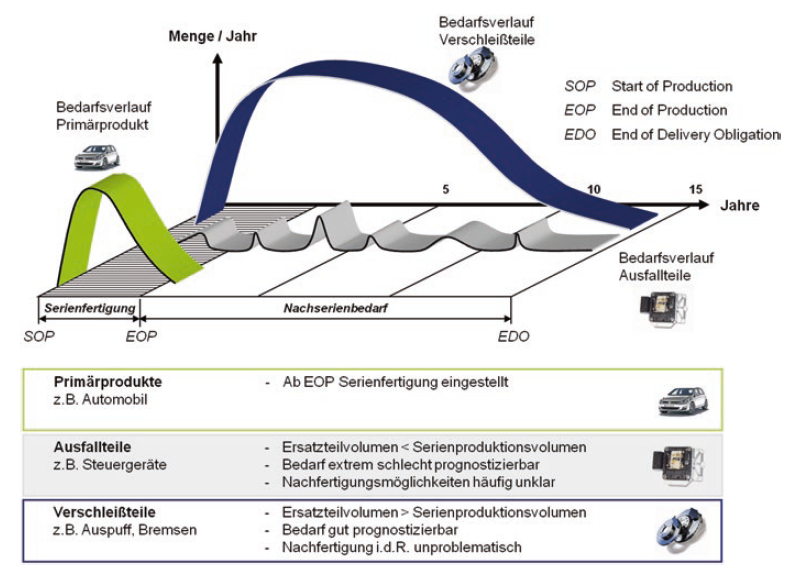 Bedarfsverlauf
Verschleißteile
Menge / Jahr
SOP Start of Production
EOP End of Production
EDO End of Delivery Obligation
Bedarfsverlauf
Primärprodukt
5
10
15
Jahre
Bedarfsverlauf
Ausfallteile
Serienfertigung
Nachserienbedarf
SOP
EOP
EDO
Primärprodukte - Ab EOP Serienfertigung eingestellt
z.B. Automobil
Ausfallteile - Ersatzteilvolumen < Serienproduktionsvolumen
z.B. Steuergeräte - Bedarf extrem schlecht prognostizierbar
- Nachfertigungsmöglichkeiten häufig unklar
Verschleißteile - Ersatzteilvolumen > Serienproduktionsvolumen
z.B. Auspuff, Bremsen - Bedarf gut prognostizierbar
- Nachfertigung i.d.R. unproblematisch